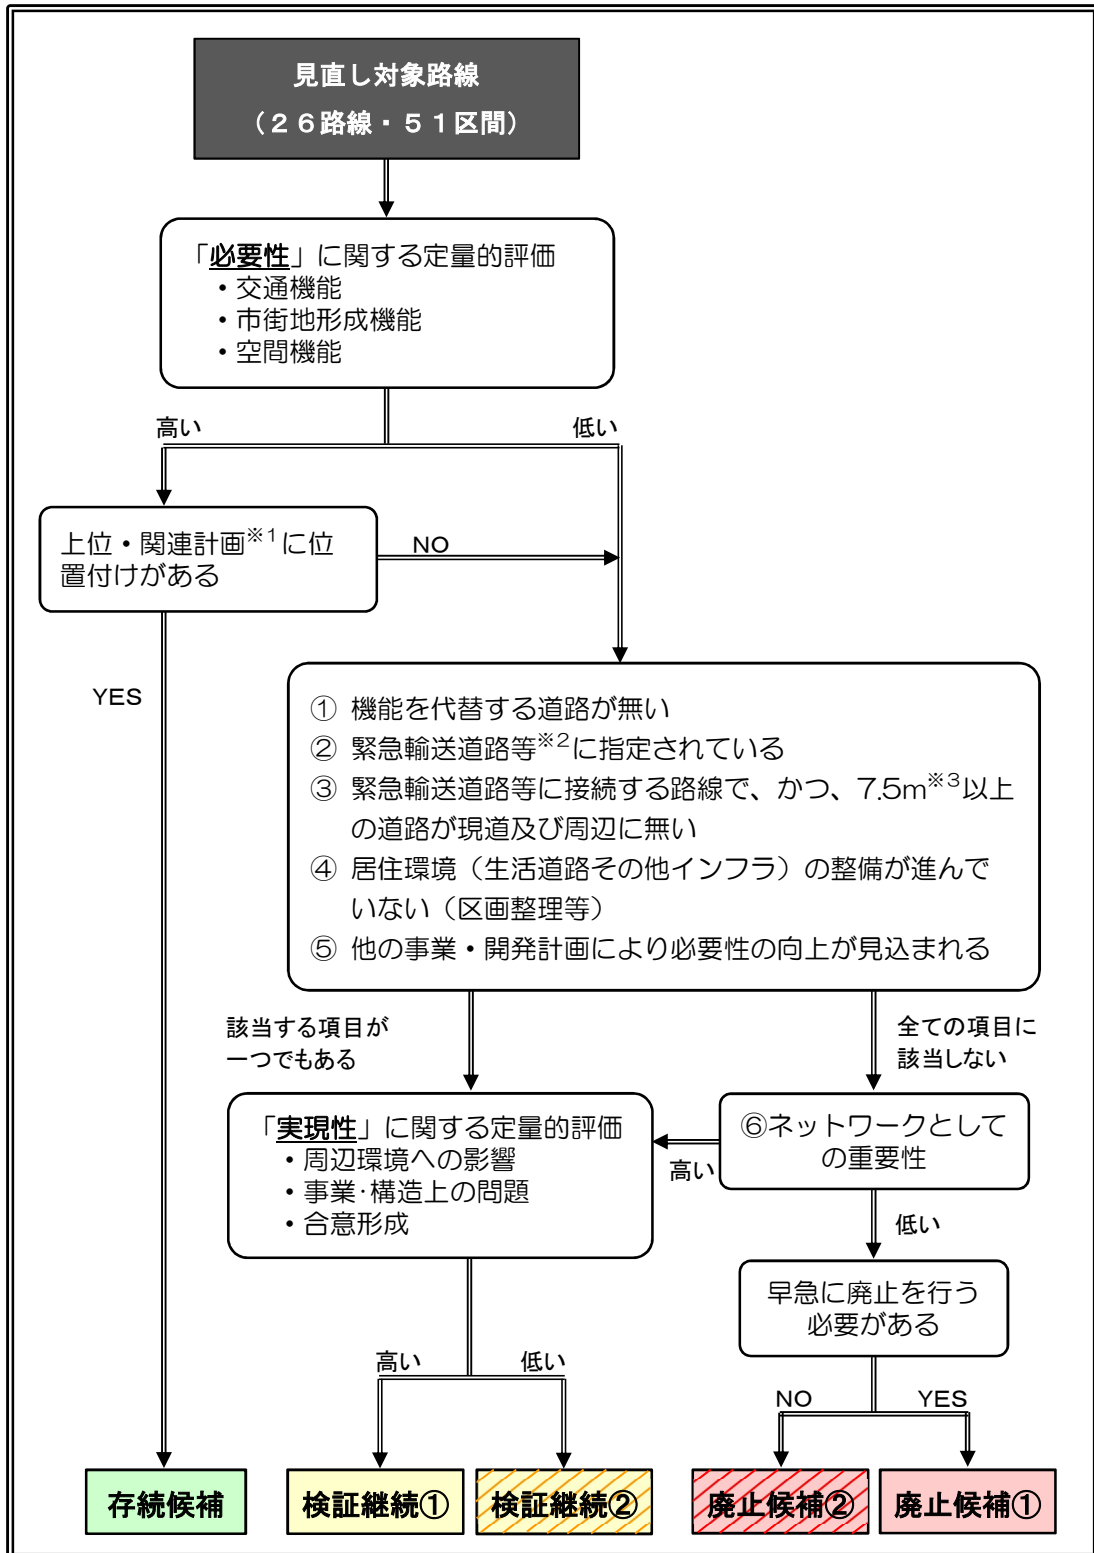 見直し対象路線
（２６路線・５１区間）
「必要性」に関する定量的評価
・交通機能
・市街地形成機能
・空間機能
高い
低い
上位・関連計画※1に位
置付けがある
NO
YES
① 機能を代替する道路が無い
② 緊急輸送道路等※2に指定されている
③ 緊急輸送道路等に接続する路線で、かつ、7.5m※3以上
の道路が現道及び周辺に無い
④ 居住環境（生活道路その他インフラ）の整備が進んで
いない（区画整理等）
⑤ 他の事業・開発計画により必要性の向上が見込まれる
該当する項目が
一つでもある
全ての項目に
該当しない
「実現性」に関する定量的評価
・周辺環境への影響
・事業･構造上の問題
・合意形成
⑥ネットワークとして
の重要性
高い
低い
早急に廃止を行う
必要がある
高い
低い
NO
YES
存続候補
検証継続①
検証継続②
廃止候補②
廃止候補①